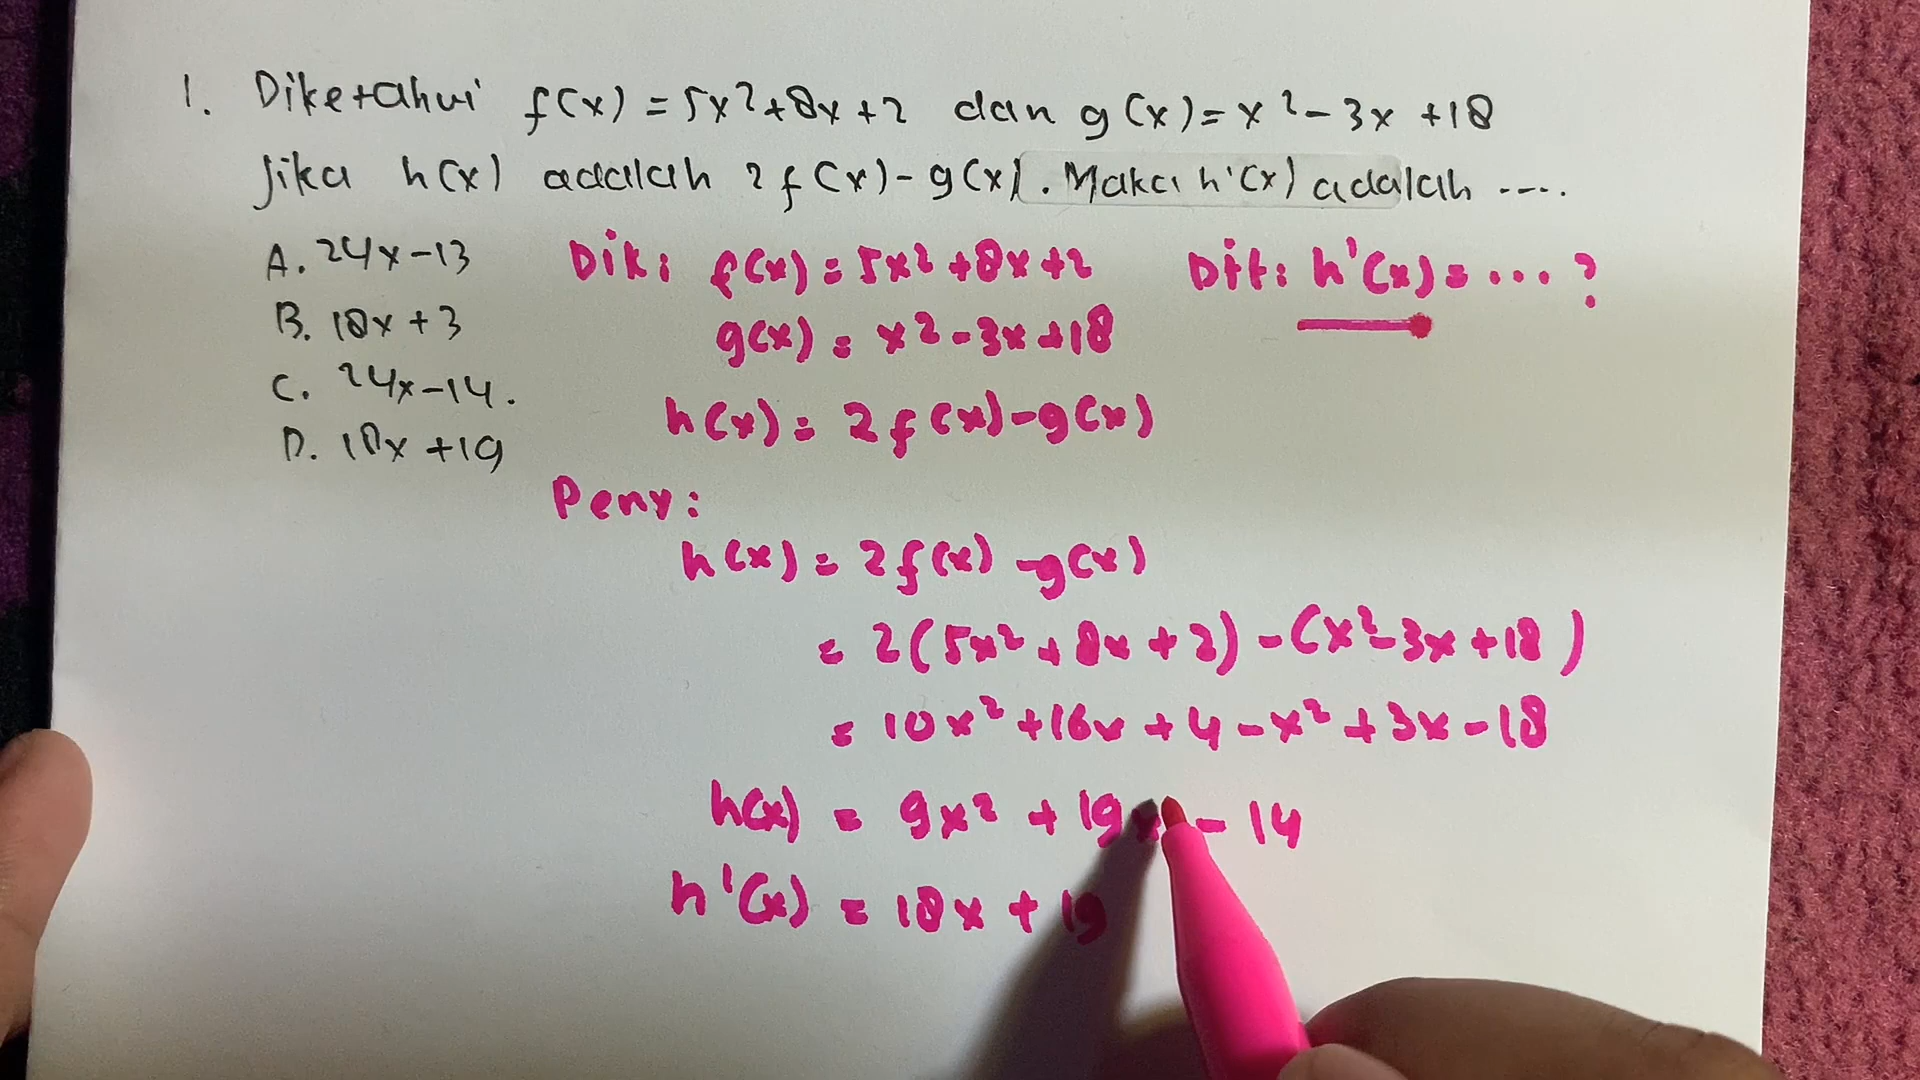 1. Diketahui f(x) = 5x²+8x+2 dan g(x) = x²-3x+18
Jika h(x) adalah 2f(x)-g(x). Maka h'(x) adalah ....
A. 24x-13
B. 18x+3
C. 24x-14.
D. 18x+19
Dik: f(x) = 5x²+8x+2
g(x) = x²-3x+18
h(x) = 2f(x)-g(x)
Dit: h'(x) = ...?
Peny:
h(x) = 2f(x) -g(x)
= 2(5x²+8x+2) - (x²-3x+18)
= 10x²+16x+4-x²+3x-18
h(x) = 9x² + 19x - 14
h'(x) = 18x + 19